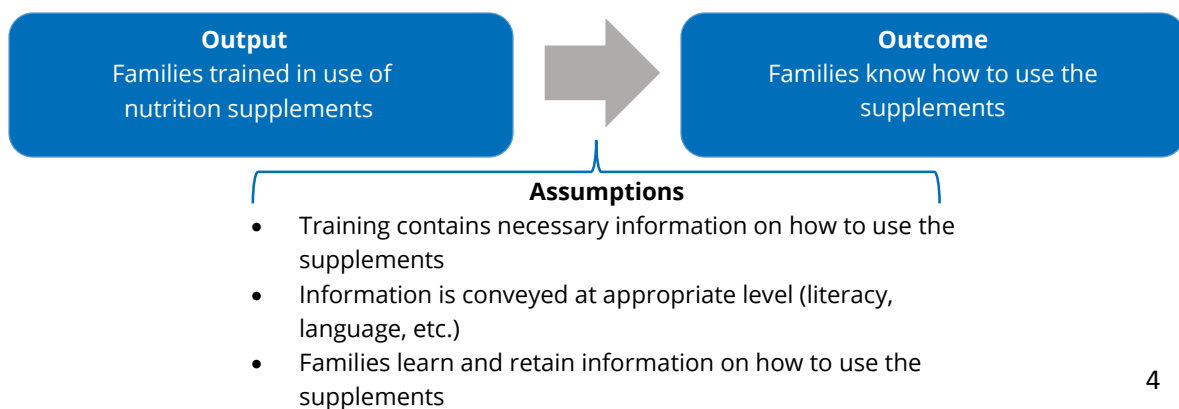 Output
Families trained in use of
nutrition supplements
Outcome
Families know how to use the
supplements
Assumptions
• Training contains necessary information on how to use the
supplements
• Information is conveyed at appropriate level (literacy,
language, etc.)
• Families learn and retain information on how to use the
supplements
4